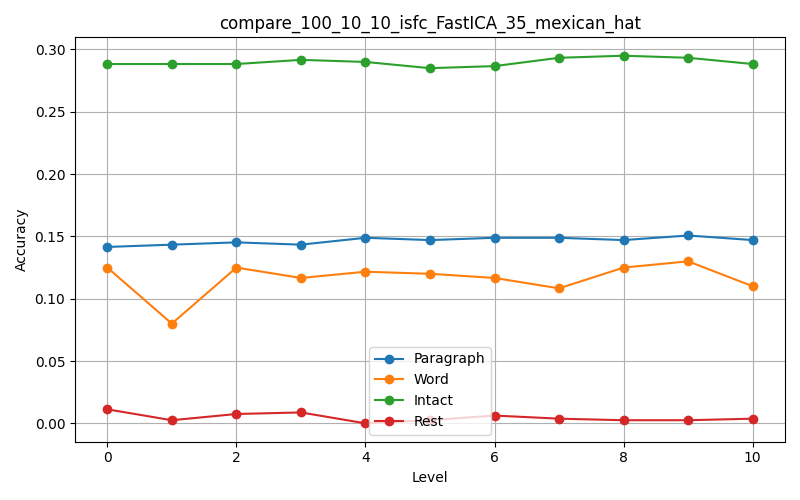 compare_100_10_10_isfc_FastICA_35_mexican_hat
0.30
0.25
0.20
0.15
0.10
0.05
0.00
Accuracy
Paragraph
Word
Intact
Rest
0 2 4 6 8 10
Level